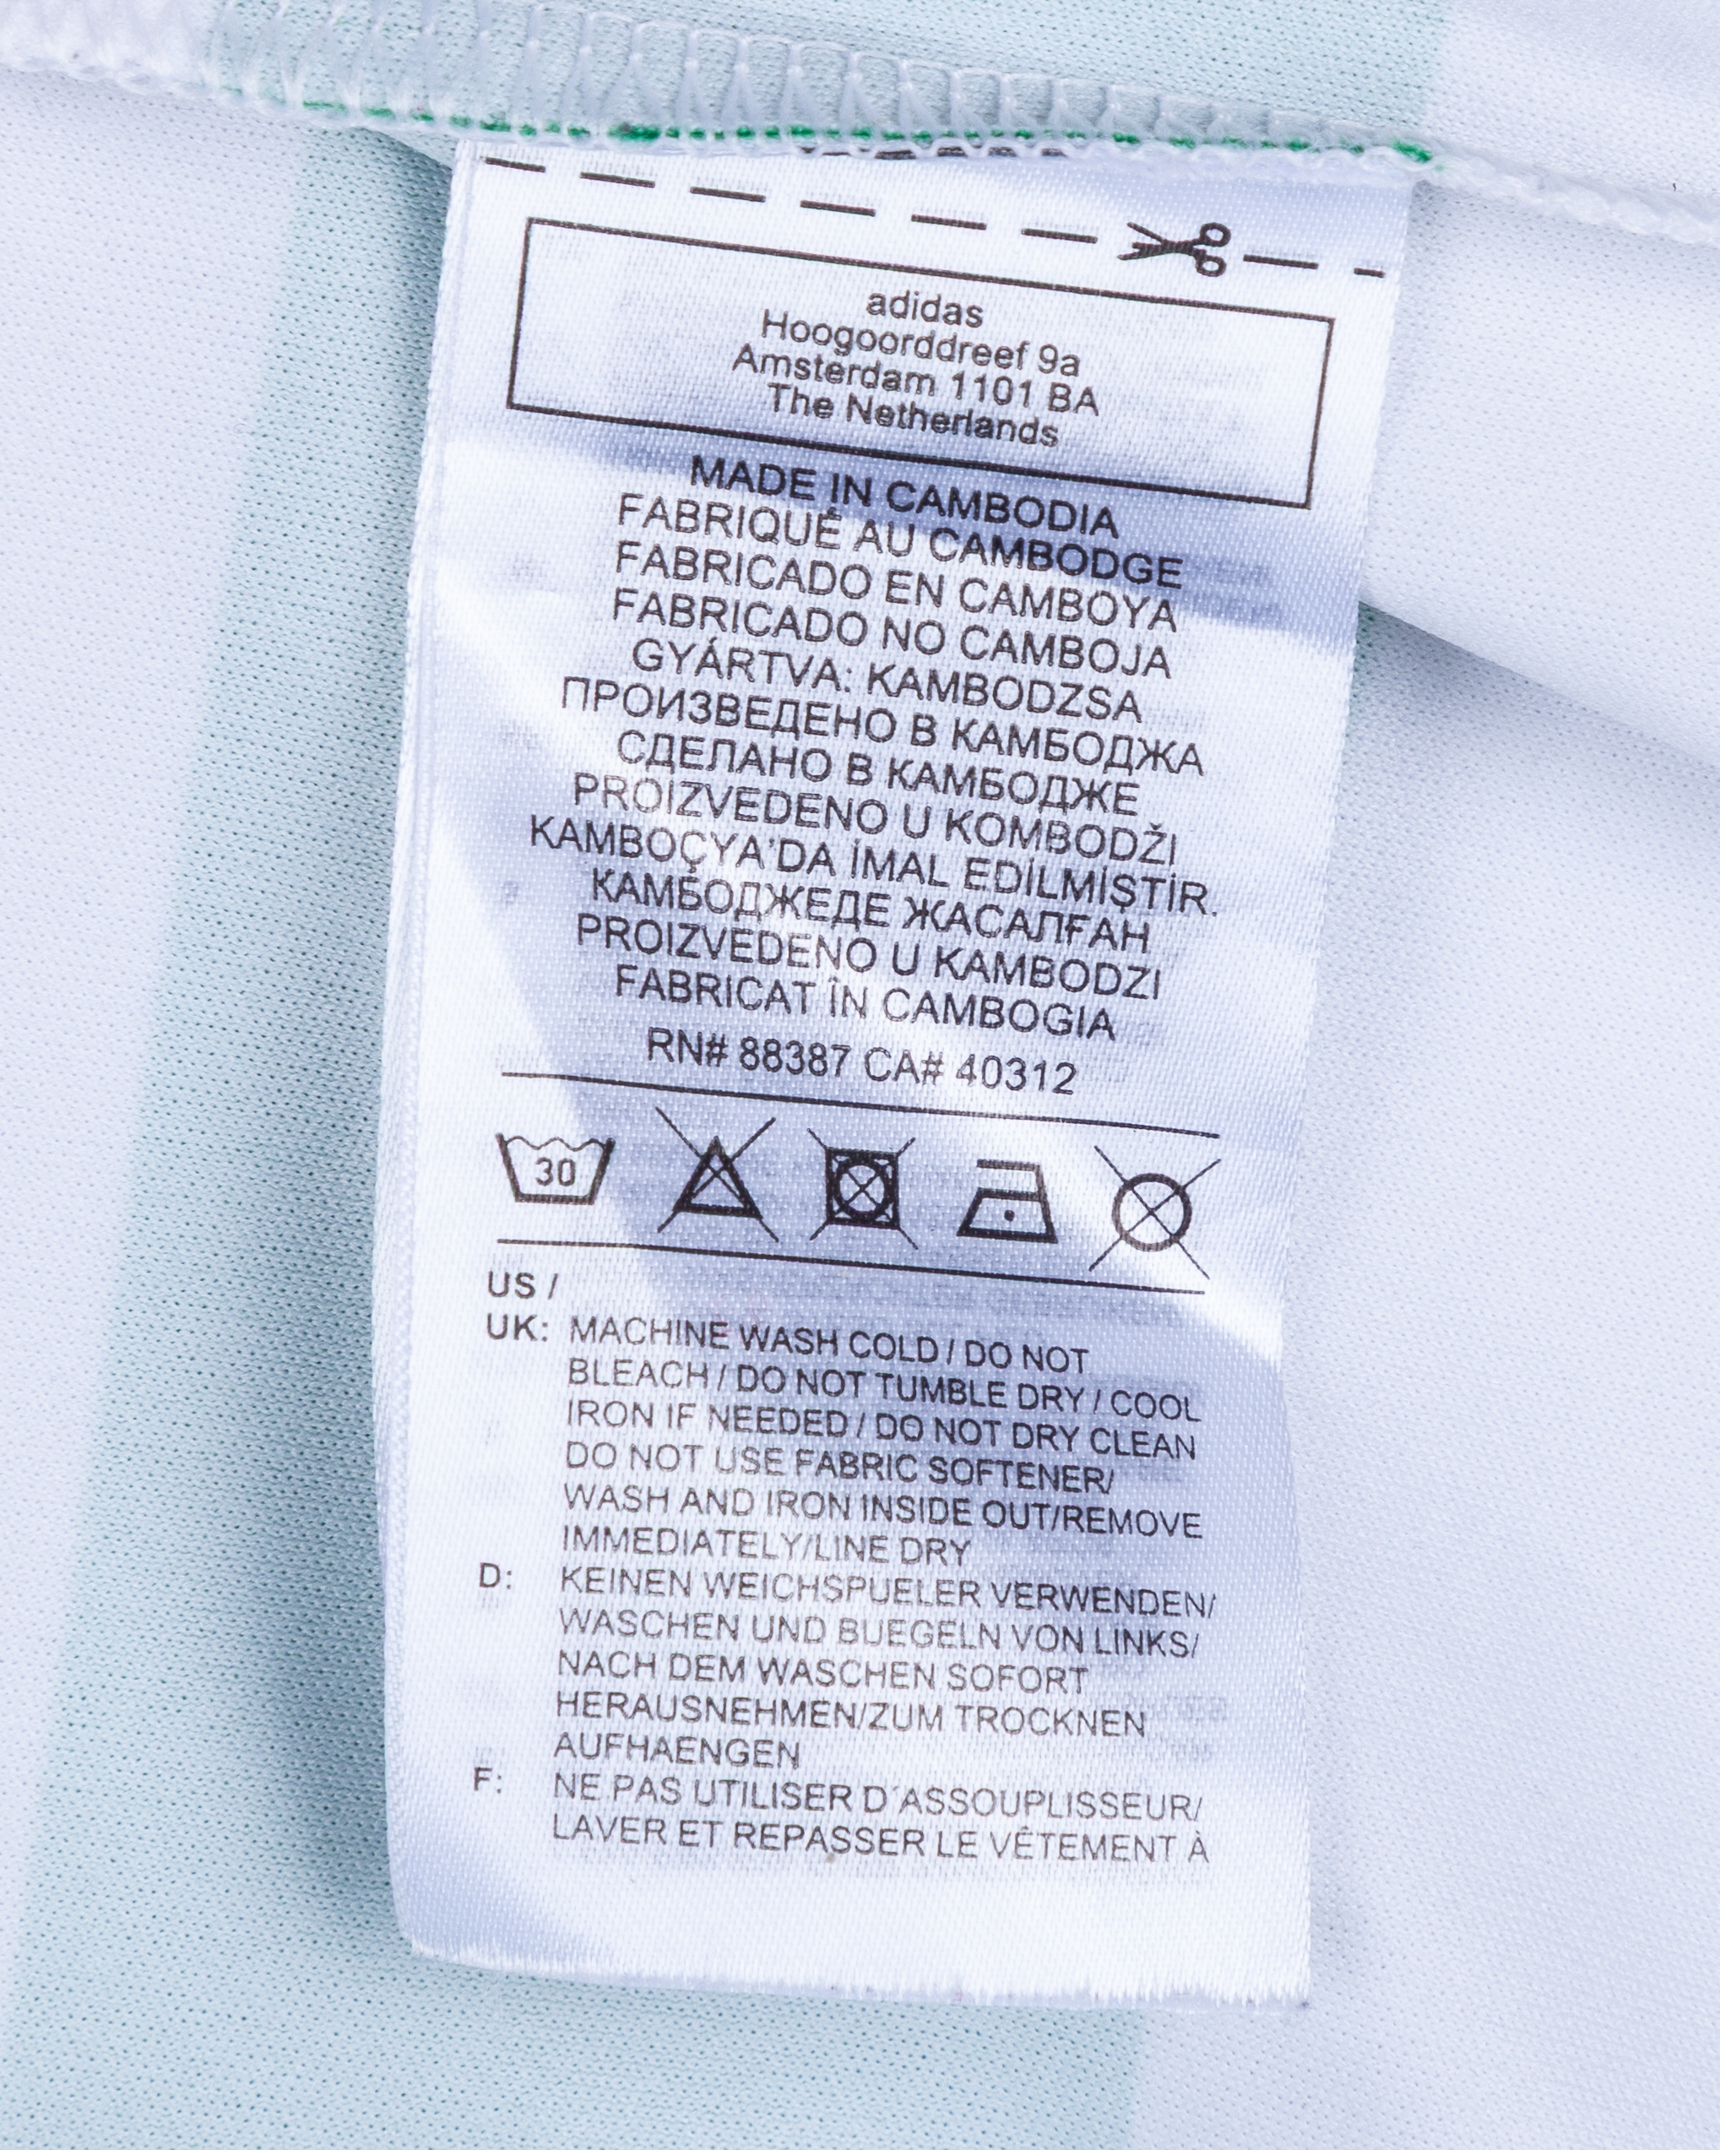 adidas
Hoogoorddreef 9a
Amsterdam 1101 BA
The Netherlands
MADE IN CAMBODIA
FABRIQUÉ AU CAMBODGE
FABRICADO EN CAMBOYA
FABRICADO NO CAMBOJA
GYÁRTVA: KAMBODZSA
ПРОИЗВЕДЕНО В КАМБОДЖА
СДЕЛАНО В КАМБОДЖЕ
PROIZVEDENO U KOMBODŽI
KAMBOÇYA'DA İMAL EDİLMİŞTİR.
КАМБОДЖЕДЕ ЖАСАЛҒАН
PROIZVEDENO U KAMBODZI
FABRICAT ÎN CAMBOGIA
RN# 88387 CA# 40312
30
US /
UK: MACHINE WASH COLD / DO NOT
BLEACH / DO NOT TUMBLE DRY / COOL
IRON IF NEEDED / DO NOT DRY CLEAN
DO NOT USE FABRIC SOFTENER/
WASH AND IRON INSIDE OUT/REMOVE
IMMEDIATELY/LINE DRY
D: KEINEN WEICHSPUELER VERWENDEN/
WASCHEN UND BUEGELN VON LINKS/
NACH DEM WASCHEN SOFORT
HERAUSNEHMEN/ZUM TROCKNEN
AUFHAENGEN
F: NE PAS UTILISER D´ASSOUPLISSEUR/
LAVER ET REPASSER LE VÊTEMENT À